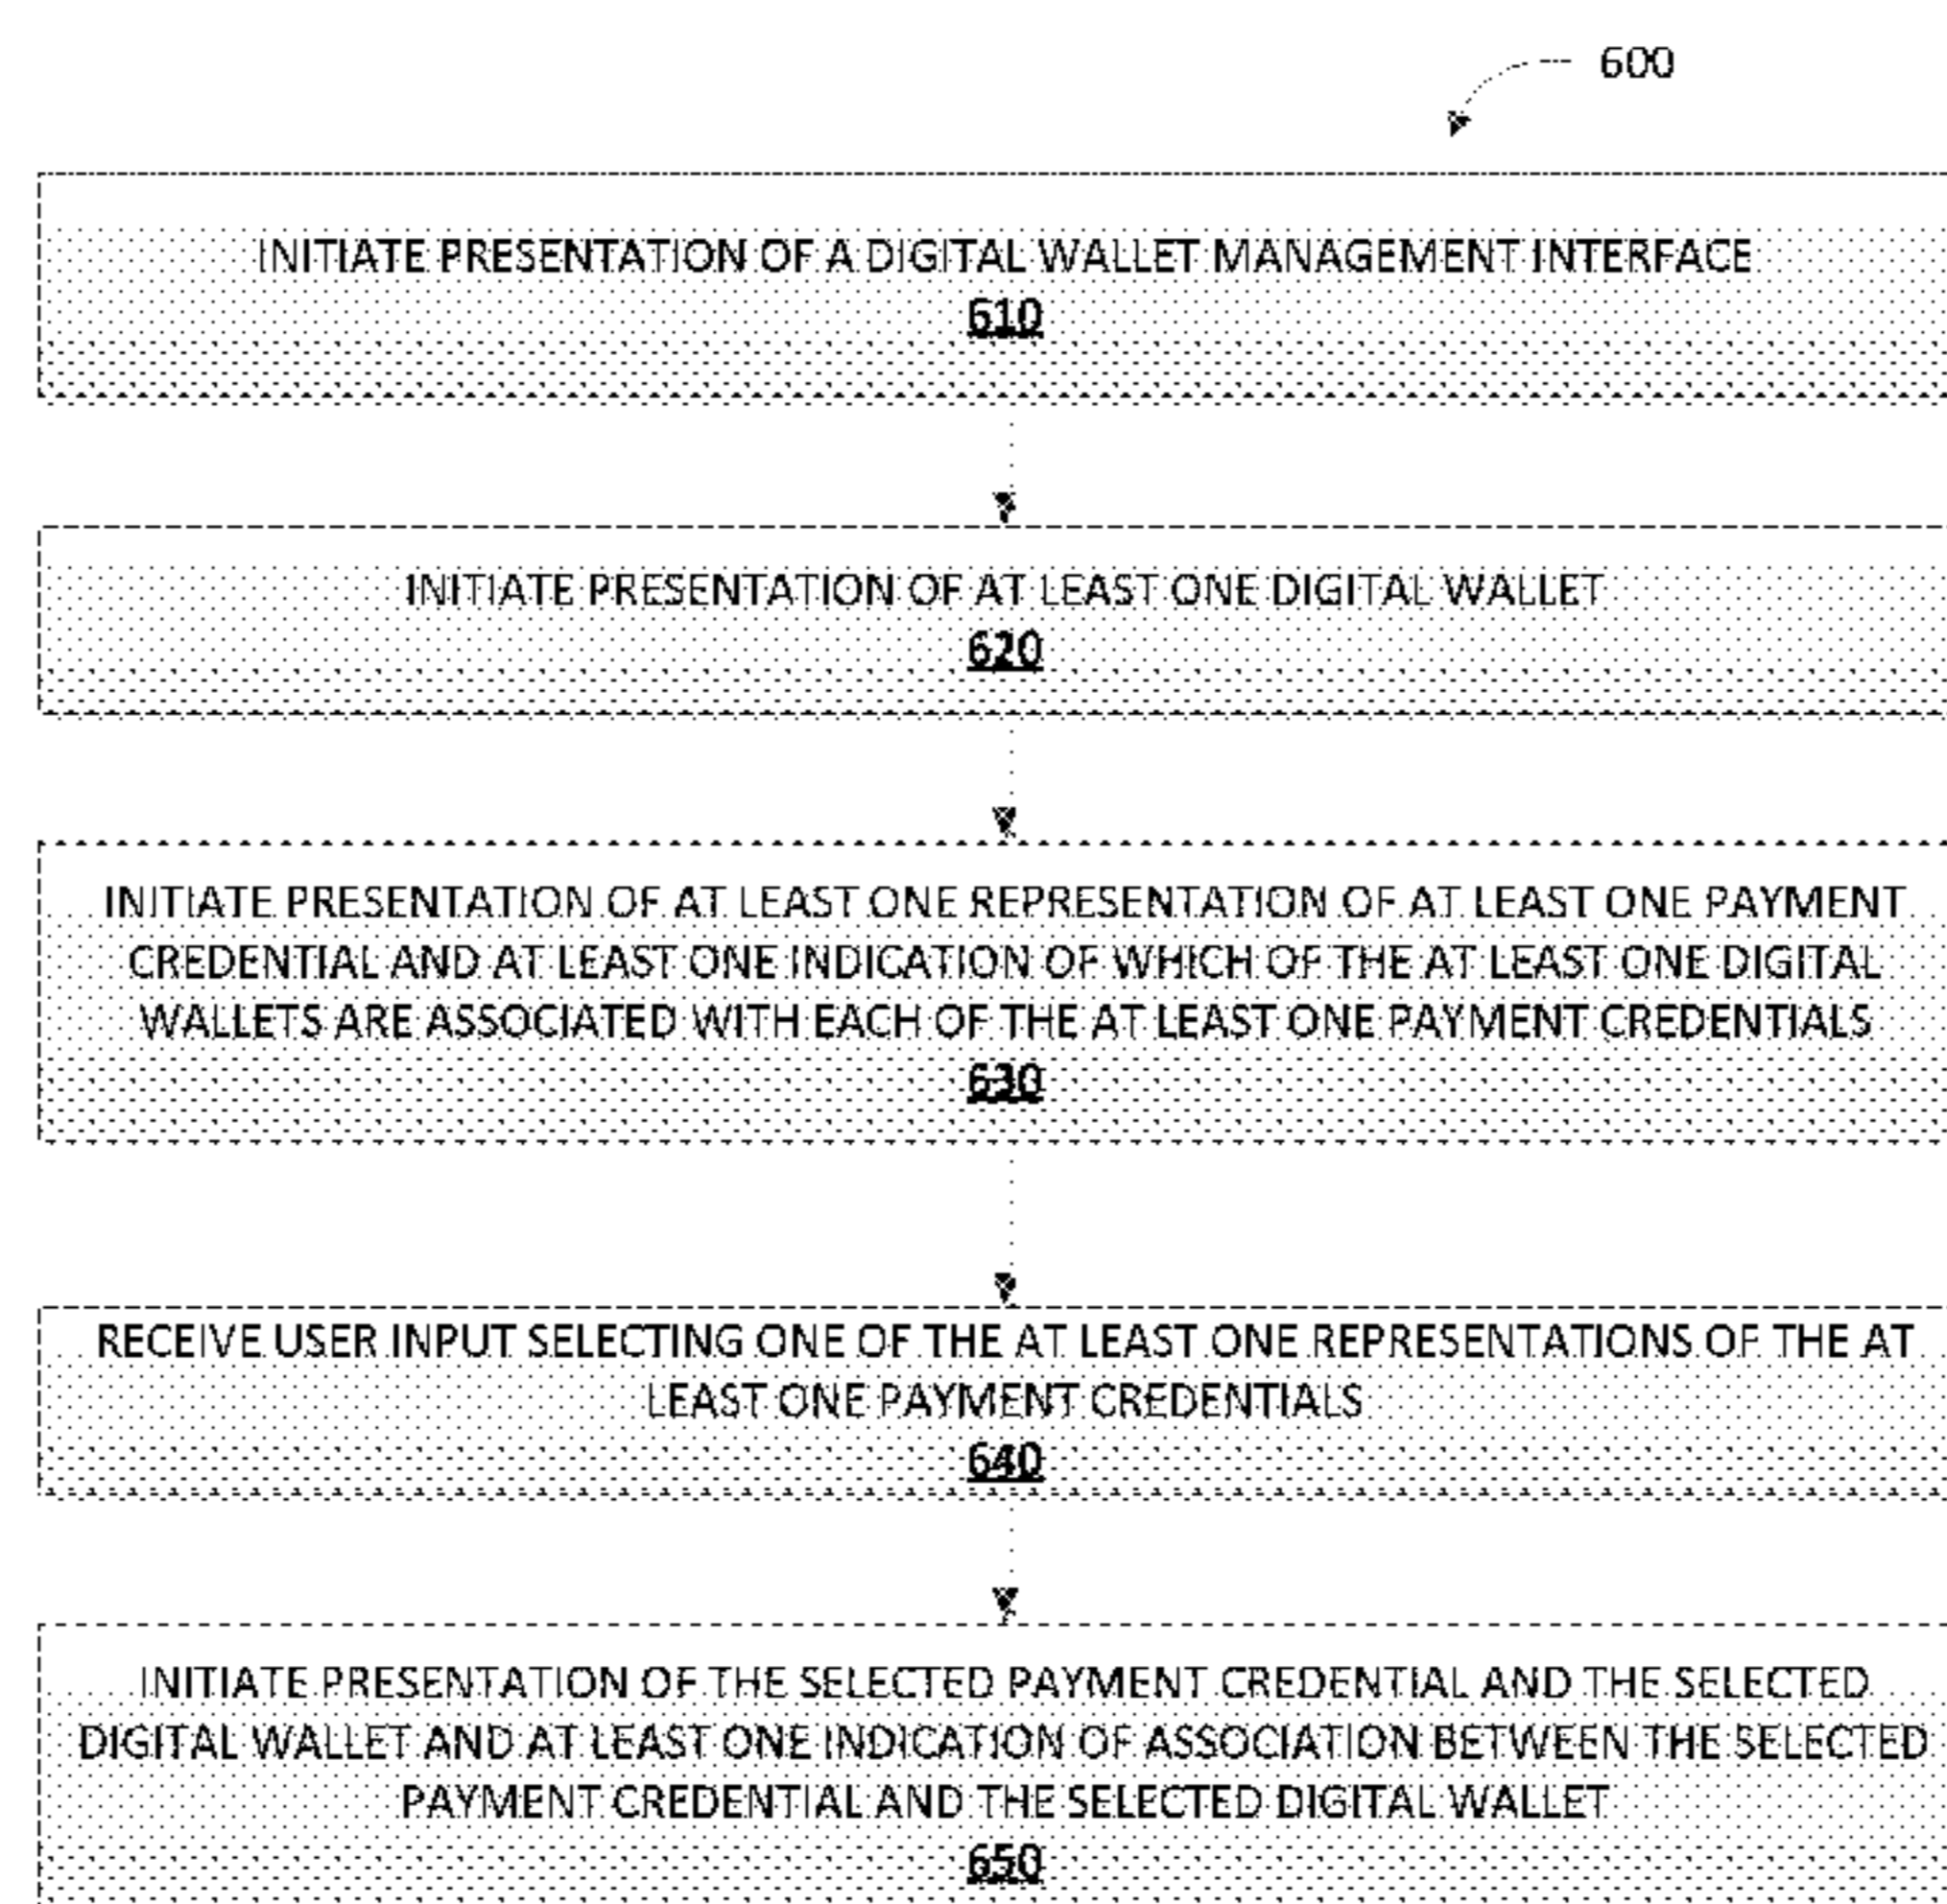 600
INITIATE PRESENTATION OF A DIGITAL WALLET MANAGEMENT INTERFACE
610
INITIATE PRESENTATION OF AT LEAST ONE DIGITAL WALLET
620
INITIATE PRESENTATION OF AT LEAST ONE REPRESENTATION OF AT LEAST ONE PAYMENT
CREDENTIAL AND AT LEAST ONE INDICATION OF WHICH OF THE AT LEAST ONE DIGITAL
WALLETS ARE ASSOCIATED WITH EACH OF THE AT LEAST ONE PAYMENT CREDENTIALS
630
RECEIVE USER INPUT SELECTING ONE OF THE AT LEAST ONE REPRESENTATIONS OF THE AT
LEAST ONE PAYMENT CREDENTIALS
640
INITIATE PRESENTATION OF THE SELECTED PAYMENT CREDENTIAL AND THE SELECTED
DIGITAL WALLET AND AT LEAST ONE INDICATION OF ASSOCIATION BETWEEN THE SELECTED
PAYMENT CREDENTIAL AND THE SELECTED DIGITAL WALLET
650